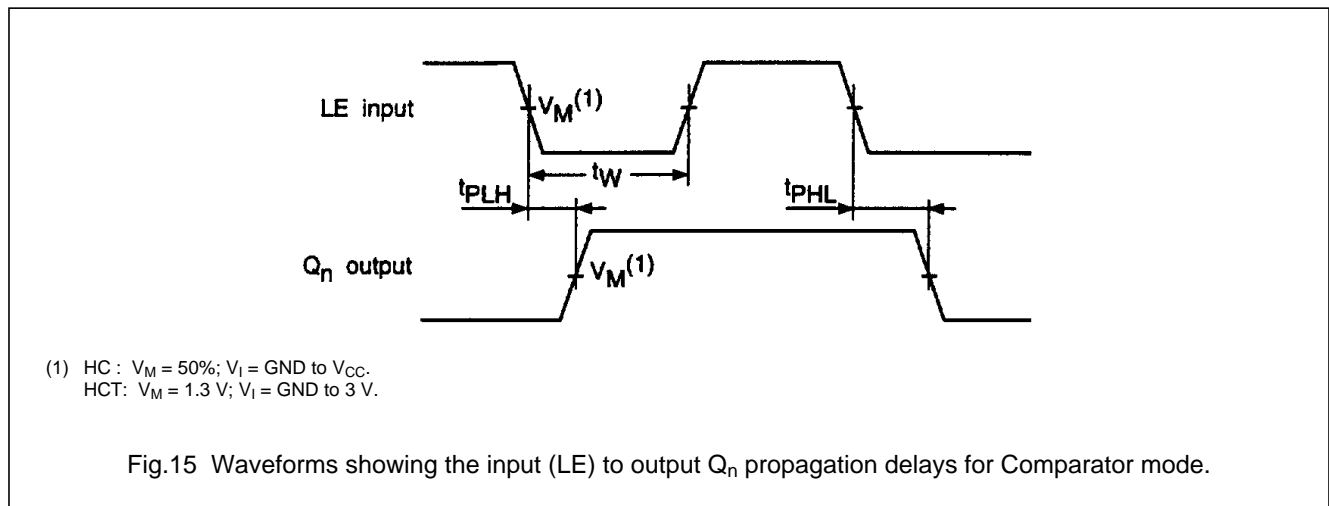 LE input
VM(1)
tW
tPLH
tPHL
Qn output
VM(1)
(1) HC : VM = 50%; VI = GND to VCC.
HCT: VM = 1.3 V; VI = GND to 3 V.
Fig.15 Waveforms showing the input (LE) to output Qn propagation delays for Comparator mode.